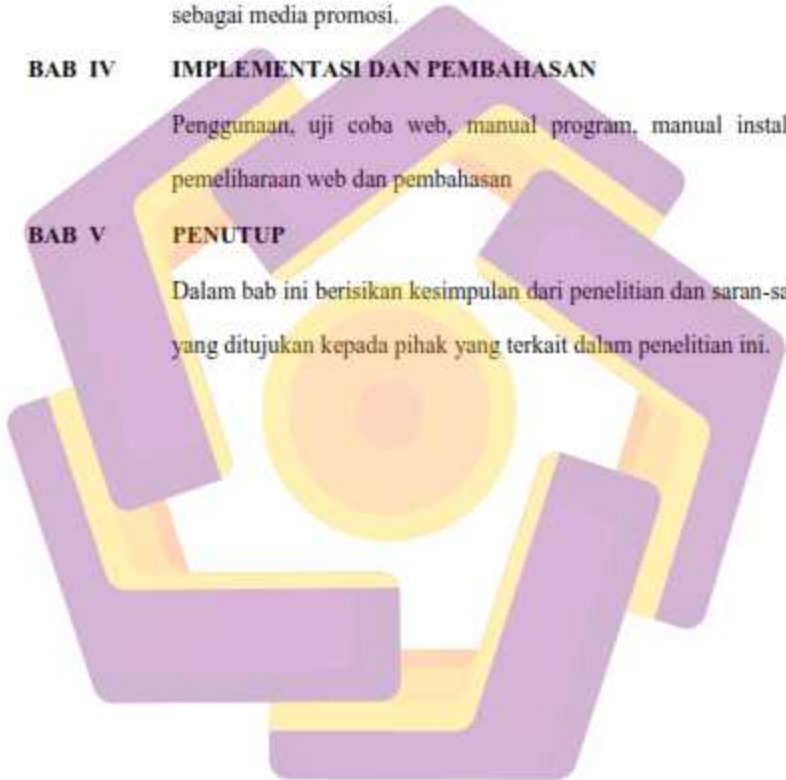 sebagai media promosi.
BAB IV IMPLEMENTASI DAN PEMBAHASAN
Penggunaan, uji coba web, manual program, manual instal
pemeliharaan web dan pembahasan
BAB V PENUTUP
Dalam bab ini berisikan kesimpulan dari penelitian dan saran-sa
yang ditujukan kepada pihak yang terkait dalam penelitian ini.